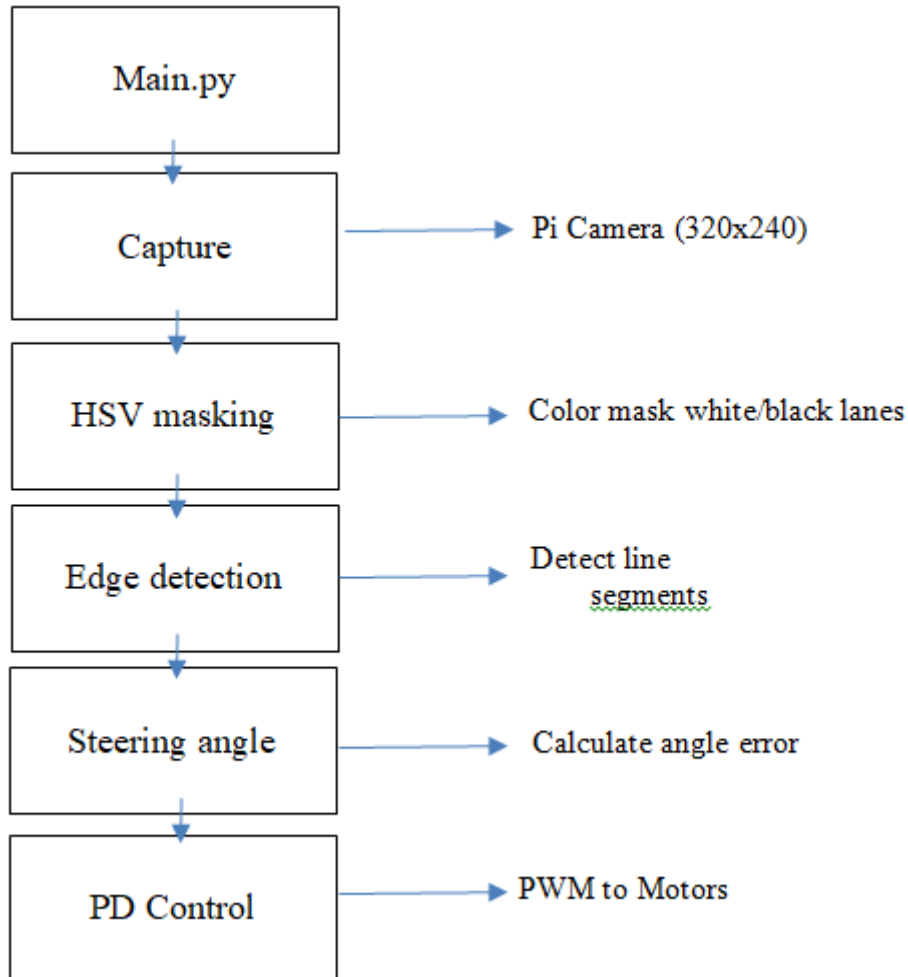 Main.py
Capture
Pi Camera (320x240)
HSV masking
Color mask white/black lanes
Edge detection
Detect line
segments
Steering angle
Calculate angle error
PD Control
PWM to Motors